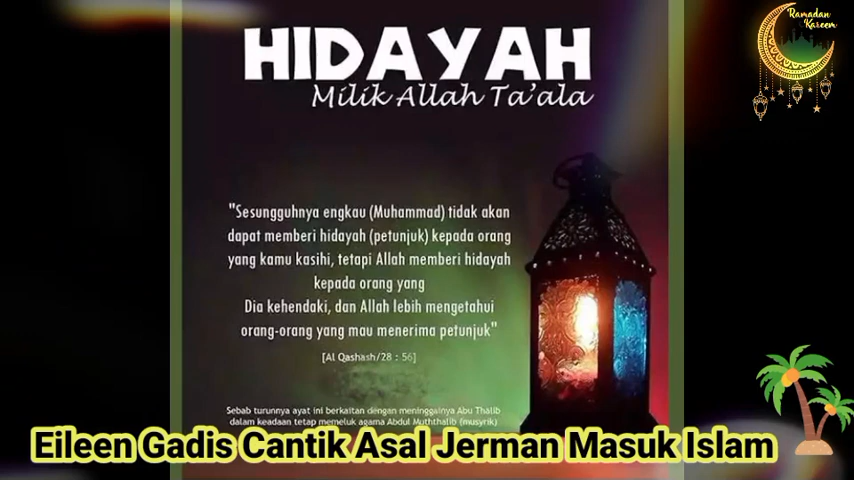 HIDAYAH
Milik Allah Ta'ala
Ramadan
Kareem
"Sesungguhnya engkau (Muhammad) tidak akan
dapat memberi hidayah (petunjuk) kepada orang
yang kamu kasihi, tetapi Allah memberi hidayah
kepada orang yang
Dia kehendaki, dan Allah lebih mengetahui
orang-orang yang mau menerima petunjuk"
[Al Qashash/28 : 56]
Sebab turunnya ayat ini berkaitan dengan meninggalnya Abu Thalib
dalam keadaan tetap memeluk agama Abdul Muththalib (musyrik)
Eileen Gadis Cantik Asal Jerman Masuk Islam